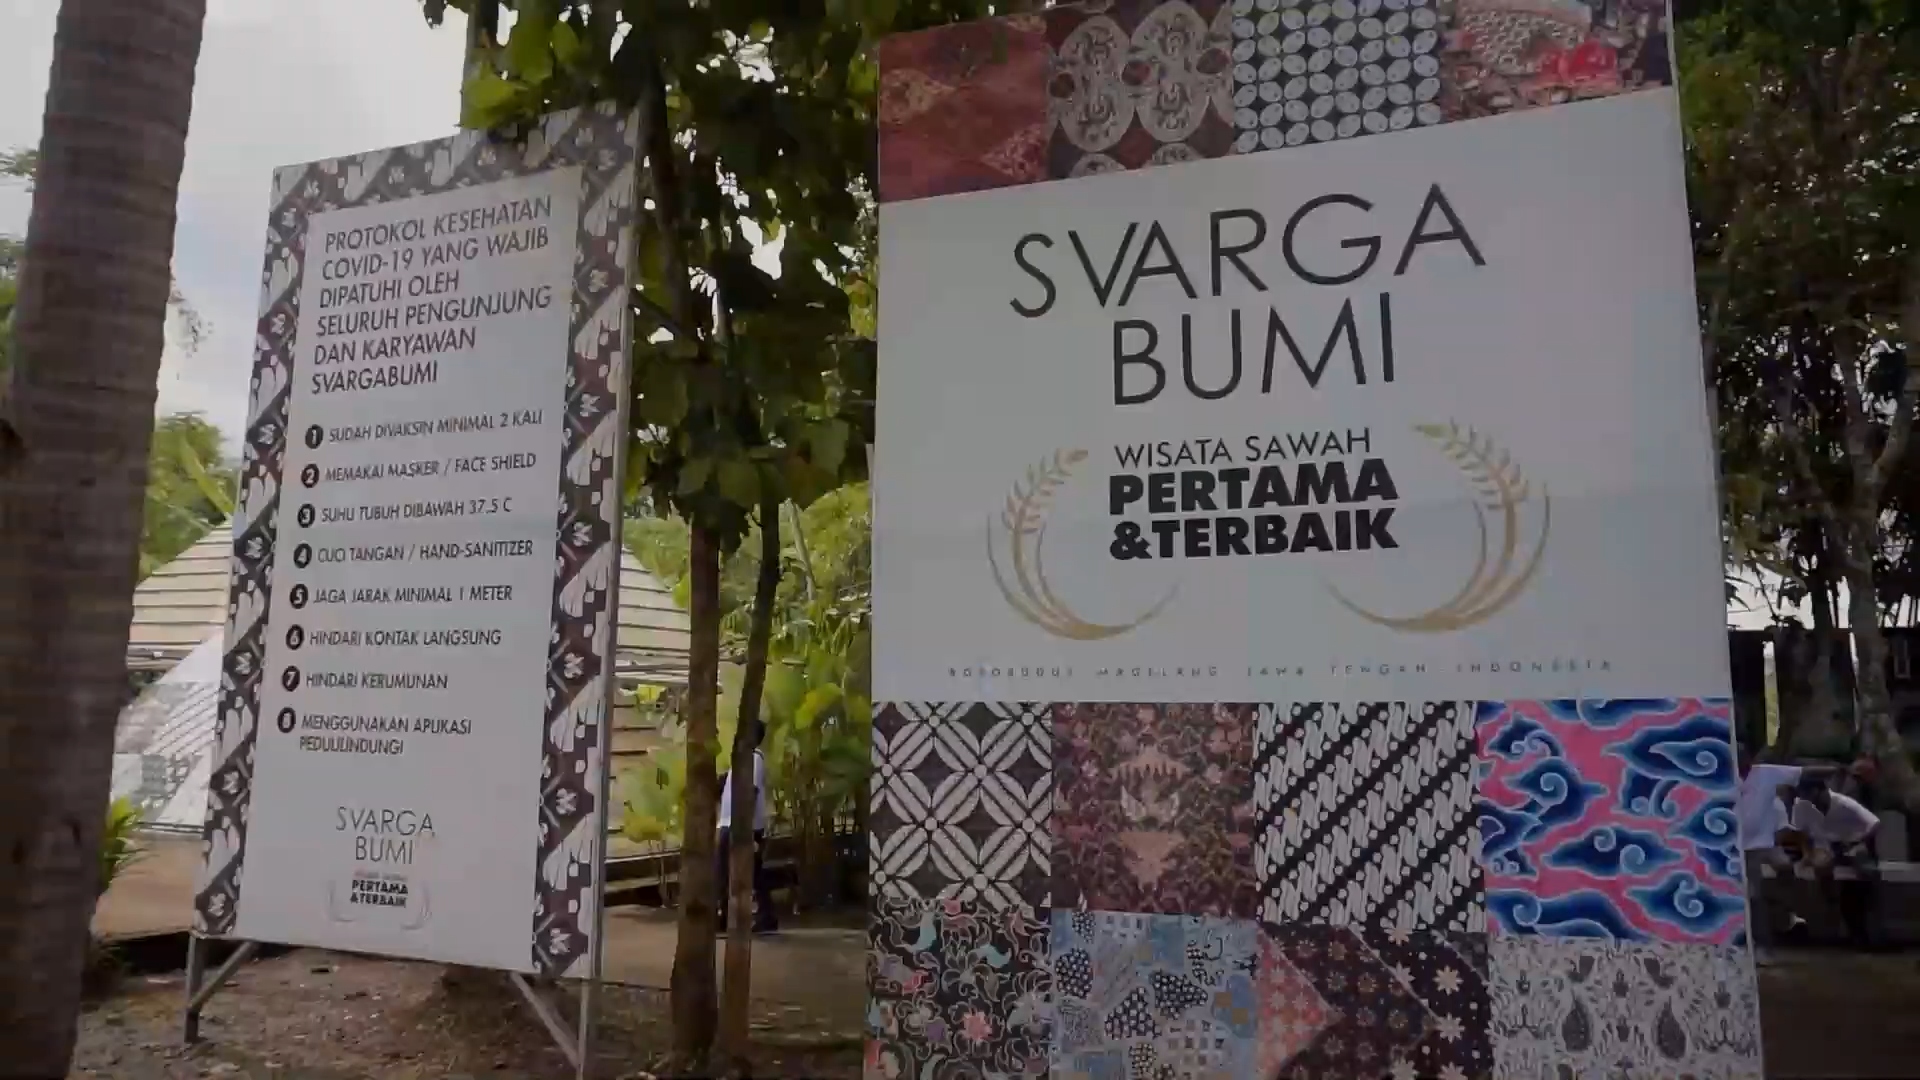 PROTOKOL KESEHATAN
COVID-19 YANG WAJIB
DIPATUHI OLEH
SELURUH PENGUNJUNG
DAN KARYAWAN
SVARGABUMI
1 SUDAH DIVAKSIN MINIMAL 2 KALI
2 MEMAKAI MASKER / FACE SHIELD
3 SUHU TUBUH DIBAWAH 37.5 C
4 CUCI TANGAN / HAND-SANITIZER
5 JAGA JARAK MINIMAL 1 METER
6 HINDARI KONTAK LANGSUNG
7 HINDARI KERUMUNAN
8 MENGGUNAKAN APLIKASI
PEDULILINDUNGI
SVARGA
BUMI
PERTAMA
&TERBAIK
SVARGA
BUMI
WISATA SAWAH
PERTAMA
&TERBAIK
BOROBUDUR MAGELANG JAWA TENGAH INDONESIA